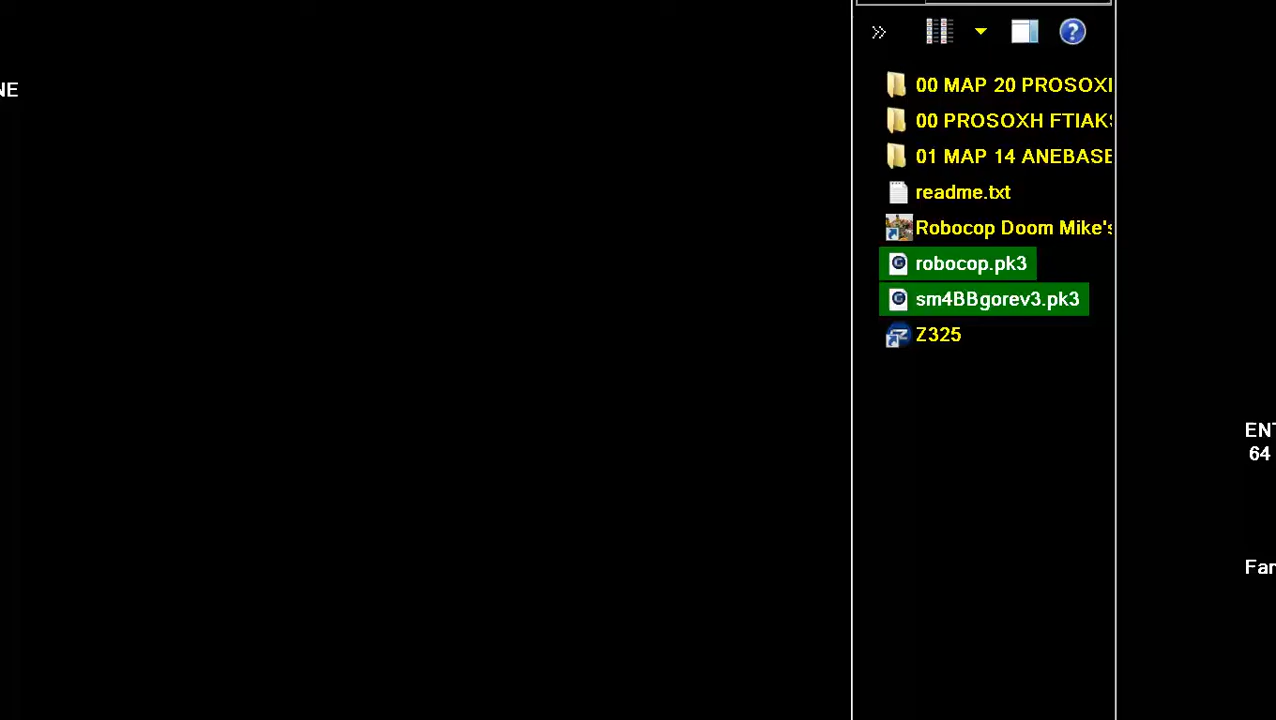 NE
»
00 MAP 20 PROSOX
00 PROSOXH FTIAK
01 MAP 14 ANEBASE
readme.txt
Robocop Doom Mike's
robocop.pk3
sm4BBgorev3.pk3
Z325
ENT
64
Far